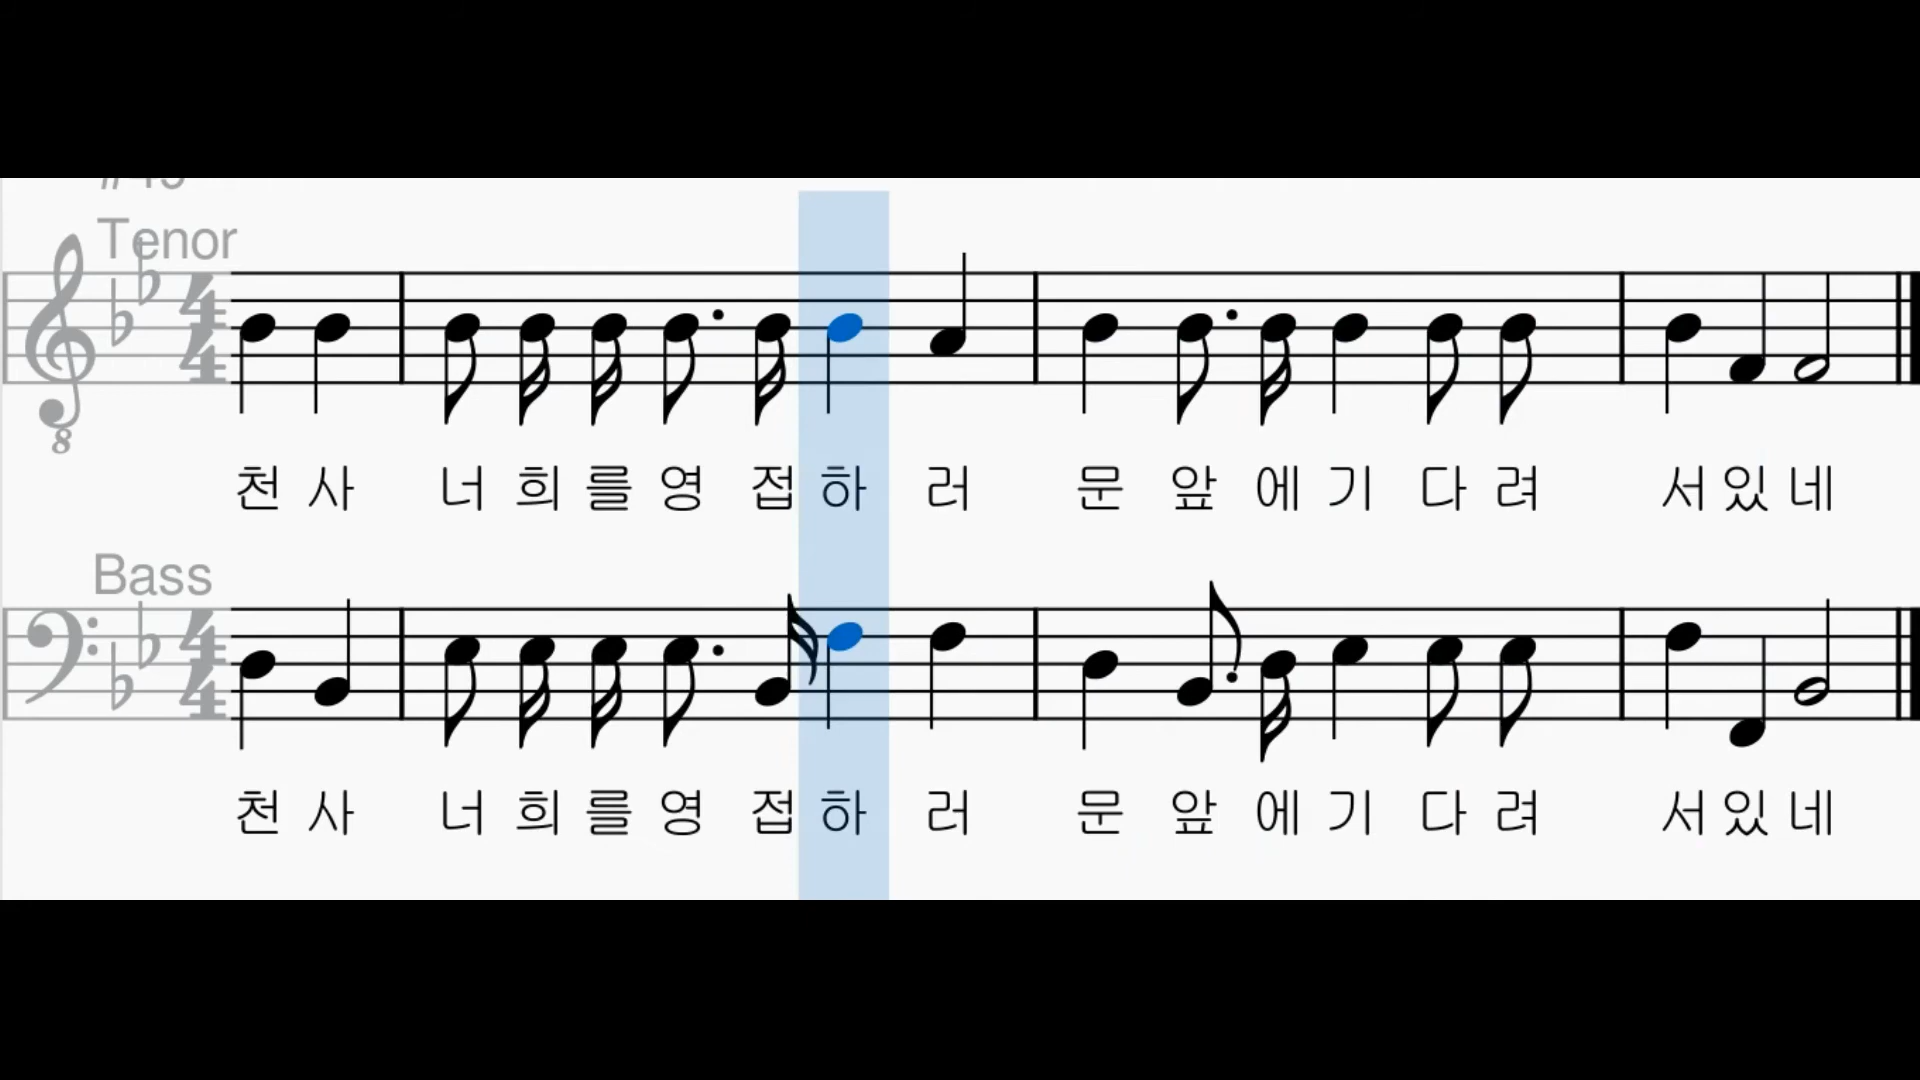 Tenor
천 사 너 희 를 영 접 하 러 문 앞 에 기 다 려 서 있 네
Bass
천 사 너 희 를 영 접 하 러 문 앞 에 기 다 려 서 있 네